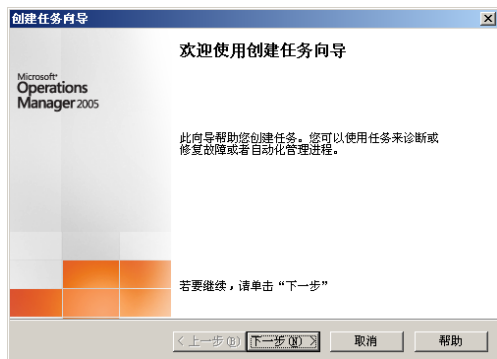 创建任务向导
欢迎使用创建任务向导
Microsoft
Operations
Manager 2005
此向导帮助您创建任务。您可以使用任务来诊断或
修复故障或者自动化管理进程。
若要继续，请单击“下一步”
< 上一步(B) 下一步(N) > 取消 帮助